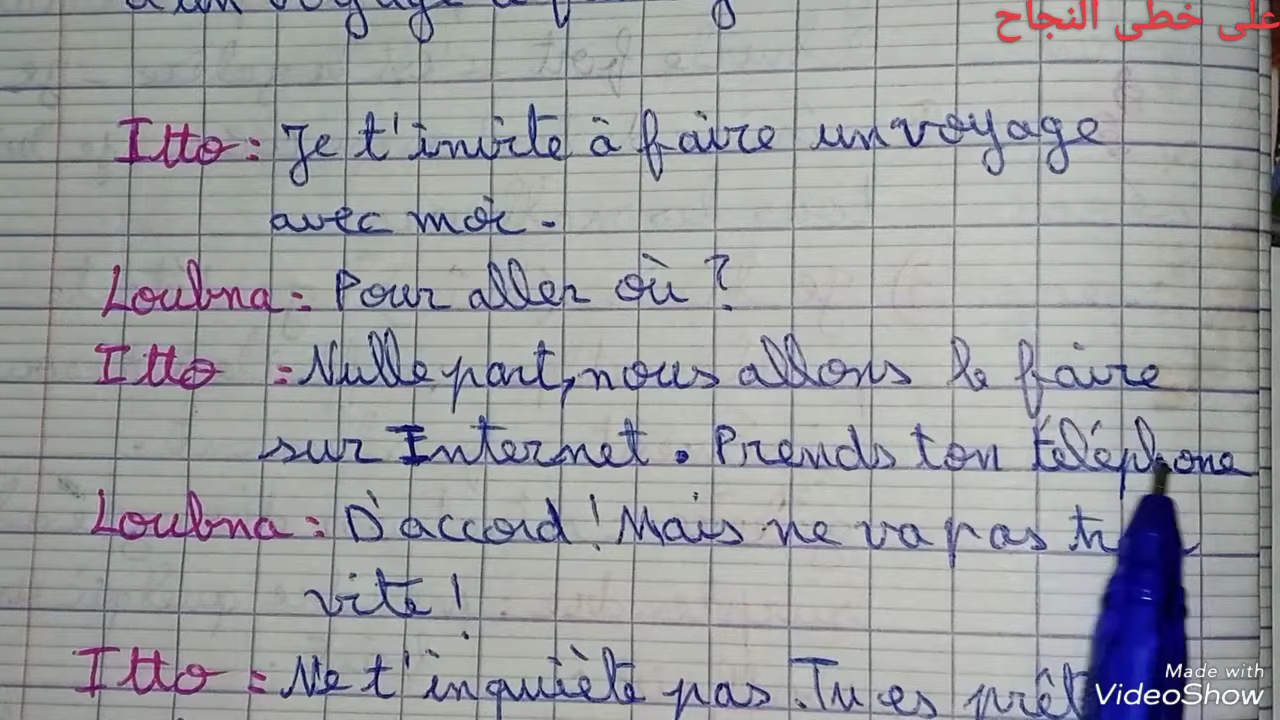 على خطى النجاح
Itto : Je t'invite à faire un voyage
avec moi.
Loubna : Pour aller où ?
Itto : Nulle part, nous allons le faire
sur Internet. Prends ton téléphone
Loubna : D'accord ! Mais ne va pas
vite !
Itto : Ne t'inquiète pas. Tu es
Made with
VideoShow